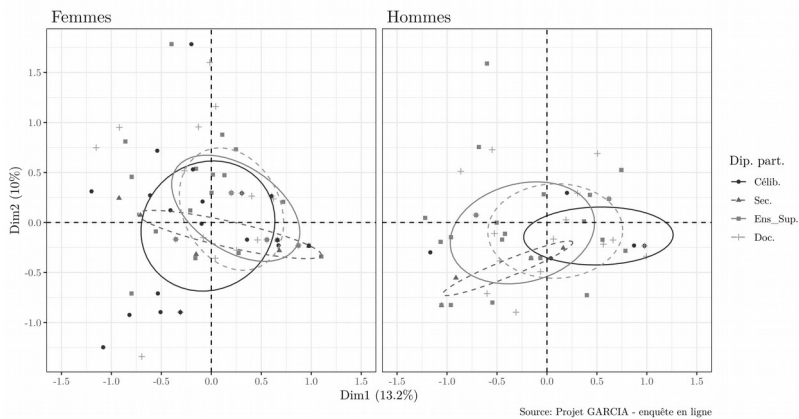 Femmes
Hommes
1.5
1.0
0.5
0.0
-0.5
-1.0
Dim2 (10%)
-1.5
-1.0
-0.5
0.0
0.5
1.0
1.5
-1.5
-1.0
-0.5
0.0
0.5
1.0
1.5
Dim1 (13.2%)
Dip. part.
Célib.
Sec.
Ens_Sup.
Doc.
Source: Projet GARCIA - enquête en ligne